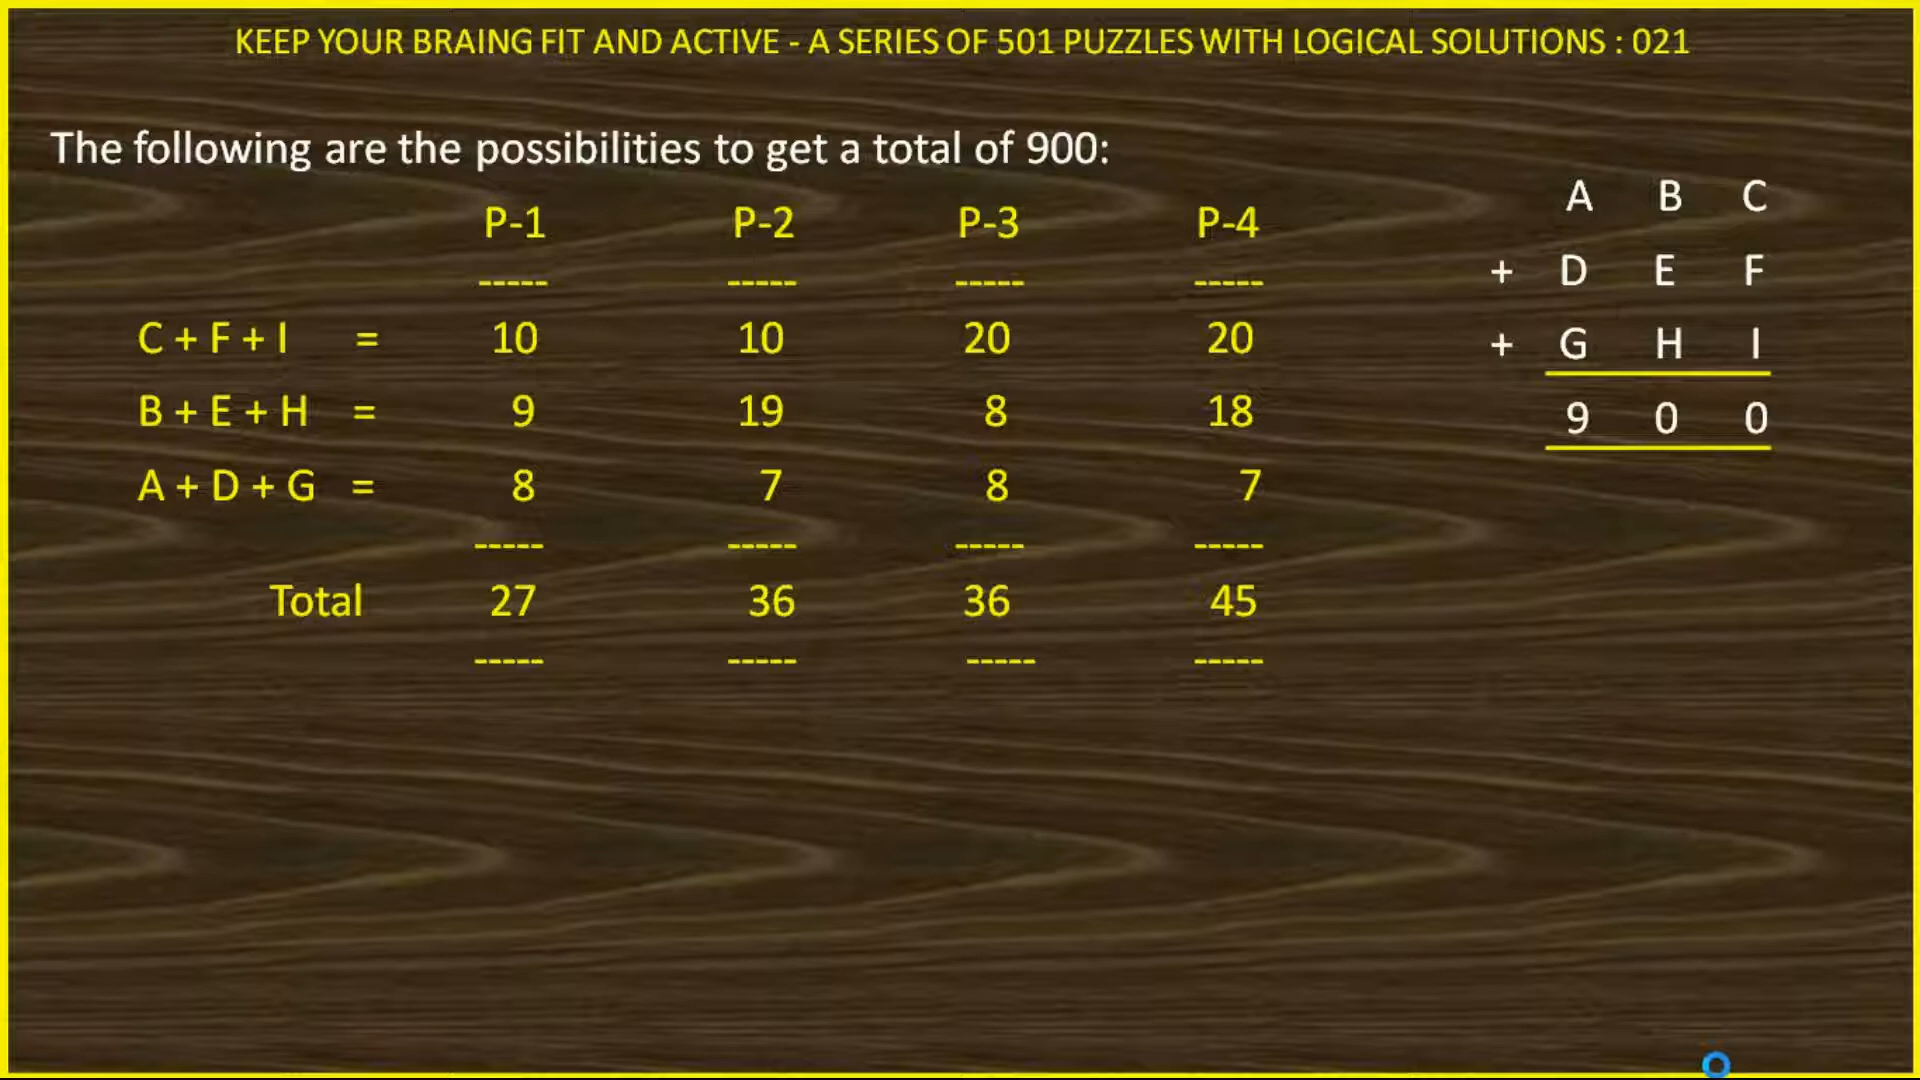 KEEP YOUR BRAING FIT AND ACTIVE - A SERIES OF 501 PUZZLES WITH LOGICAL SOLUTIONS : 021
The following are the possibilities to get a total of 900:
P-1 P-2 P-3 P-4
----- ----- ----- -----
C + F + I = 10 10 20 20
B + E + H = 9 19 8 18
A + D + G = 8 7 8 7
----- ----- ----- -----
Total 27 36 36 45
----- ----- ----- -----
A B C
+ D E F
+ G H I
9 0 0